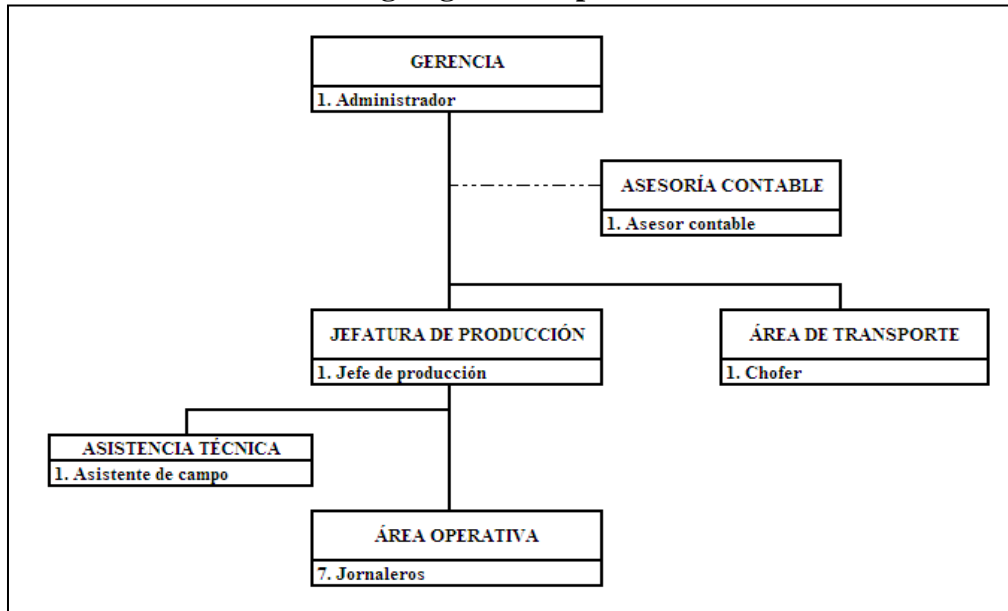 GERENCIA
1. Administrador
ASESORÍA CONTABLE
1. Asesor contable
JEFATURA DE PRODUCCIÓN
1. Jefe de producción
ÁREA DE TRANSPORTE
1. Chofer
ASISTENCIA TÉCNICA
1. Asistente de campo
ÁREA OPERATIVA
7. Jornaleros